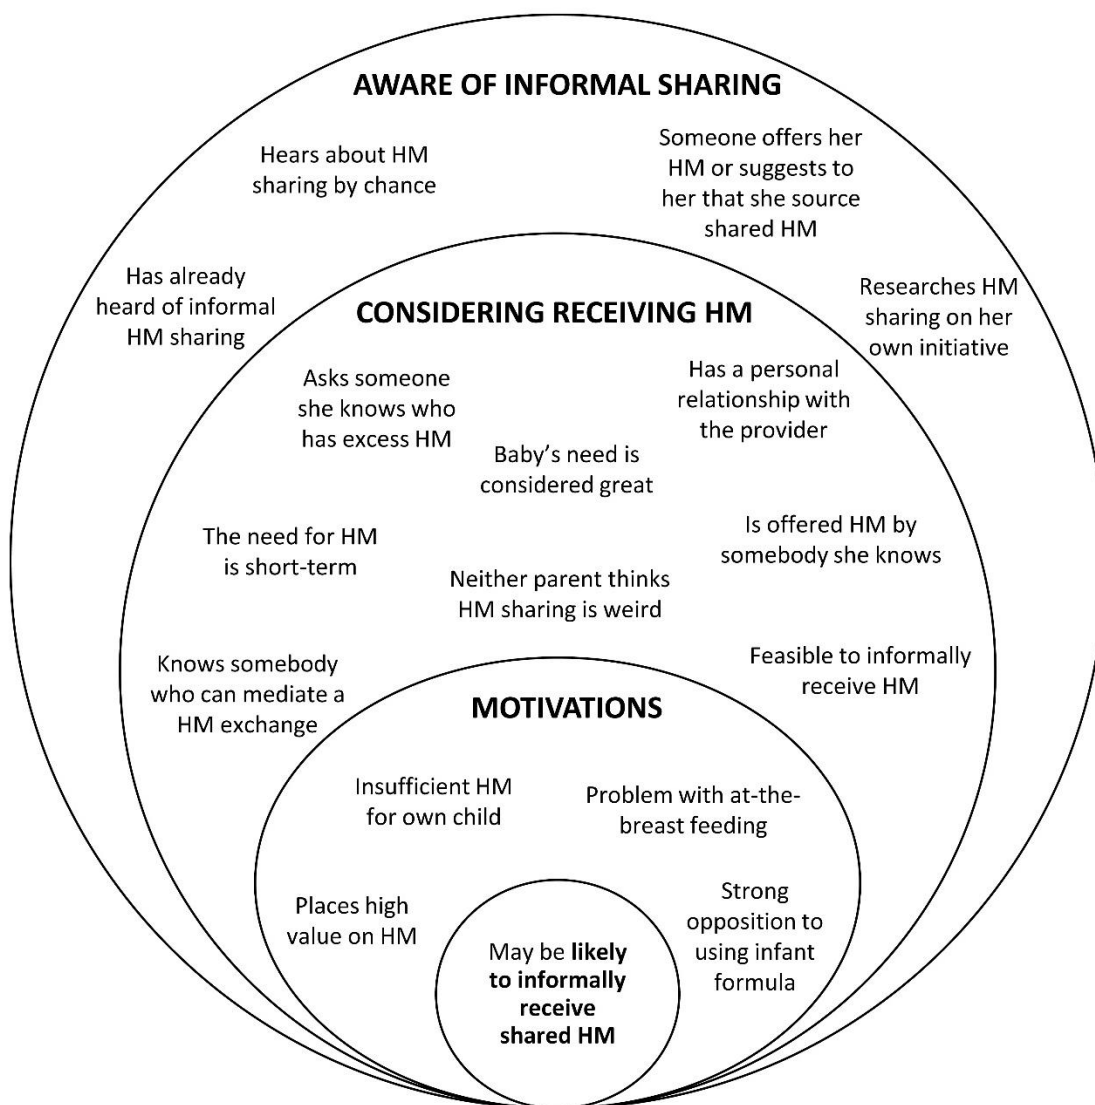 AWARE OF INFORMAL SHARING
Hears about HM
sharing by chance
Someone offers her
HM or suggests to
her that she source
shared HM
Has already
heard of informal
HM sharing
Researches HM
sharing on her
own initiative
CONSIDERING RECEIVING HM
Asks someone
she knows who
has excess HM
Has a personal
relationship with
the provider
Baby’s need is
considered great
The need for HM
is short-term
Is offered HM by
somebody she knows
Neither parent thinks
HM sharing is weird
Knows somebody
who can mediate a
HM exchange
Feasible to informally
receive HM
MOTIVATIONS
Insufficient HM
for own child
Problem with at-the-
breast feeding
Places high
value on HM
Strong
opposition to
using infant
formula
May be likely
to informally
receive
shared HM